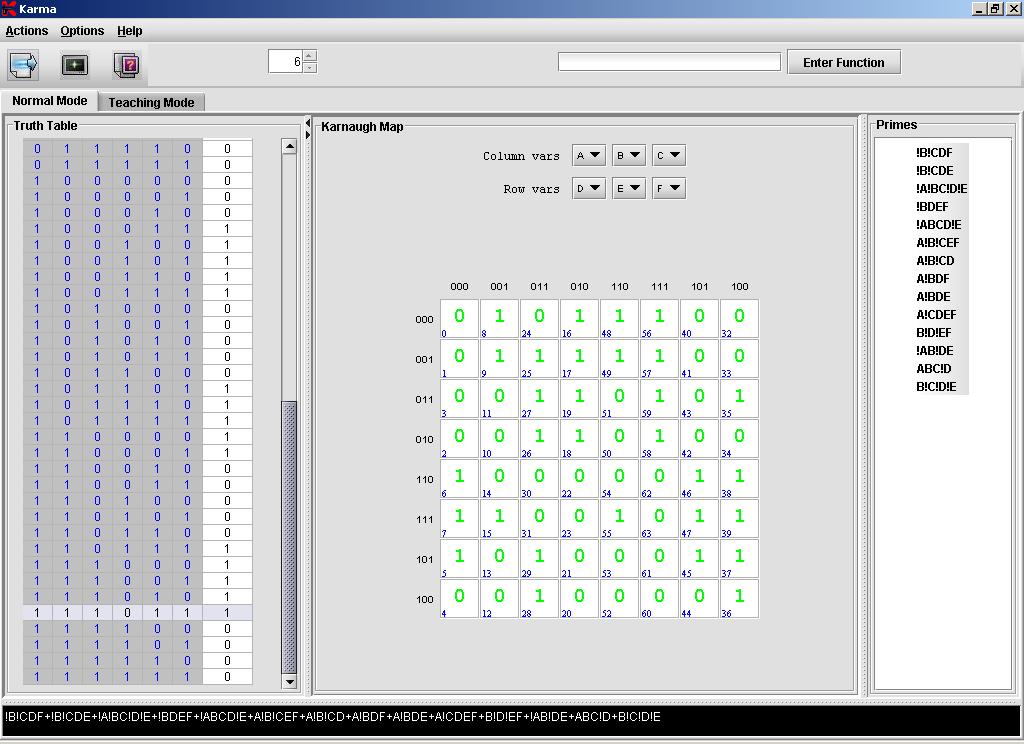 Karma
Actions Options Help
6 Enter Function
Normal Mode Teaching Mode
Truth Table
0 1 1 1 1 0 0
0 1 1 1 1 1 0
1 0 0 0 0 0 0
1 0 0 0 0 1 0
1 0 0 0 1 0 0
1 0 0 0 1 1 1
1 0 0 1 0 0 1
1 0 0 1 0 1 1
1 0 0 1 1 0 1
1 0 0 1 1 1 1
1 0 1 0 0 0 0
1 0 1 0 0 1 0
1 0 1 0 1 0 0
1 0 1 0 1 1 0
1 0 1 1 0 0 0
1 0 1 1 0 1 1
1 0 1 1 1 0 1
1 0 1 1 1 1 1
1 1 0 0 0 0 1
1 1 0 0 0 1 1
1 1 0 0 1 0 0
1 1 0 0 1 1 0
1 1 0 1 0 0 0
1 1 0 1 0 1 0
1 1 0 1 1 0 0
1 1 0 1 1 1 1
1 1 1 0 0 0 1
1 1 1 0 0 1 1
1 1 1 0 1 0 1
1 1 1 0 1 1 1
1 1 1 1 0 0 0
1 1 1 1 0 1 0
1 1 1 1 1 0 0
1 1 1 1 1 1 0
Karnaugh Map
Column vars A B C
Row vars D E F
000 001 011 010 110 111 101 100
000 0 1 0 1 1 1 0 0
0 8 24 16 48 56 40 32
001 0 1 1 1 1 1 0 0
1 9 25 17 49 57 41 33
011 0 0 1 1 0 1 0 1
3 11 27 19 51 59 43 35
010 0 0 1 1 0 1 0 0
2 10 26 18 50 58 42 34
110 1 0 0 0 0 0 1 1
6 14 30 22 54 62 46 38
111 1 1 0 0 1 0 1 1
7 15 31 23 55 63 47 39
101 1 0 1 0 0 0 1 1
5 13 29 21 53 61 45 37
100 0 0 1 0 0 0 0 1
4 12 28 20 52 60 44 36
Primes
!B!CDF
!B!CDE
!A!BC!D!E
!BDEF
!ABCD!E
A!B!CEF
A!B!CD
A!BDF
A!BDE
A!CDEF
B!D!EF
!AB!DE
ABC!D
B!C!D!E
!B!CDF+!B!CDE+!A!BC!D!E+!BDEF+!ABCD!E+A!B!CEF+A!B!CD+A!BDF+A!BDE+A!CDEF+B!D!EF+!AB!DE+ABC!D+B!C!D!E